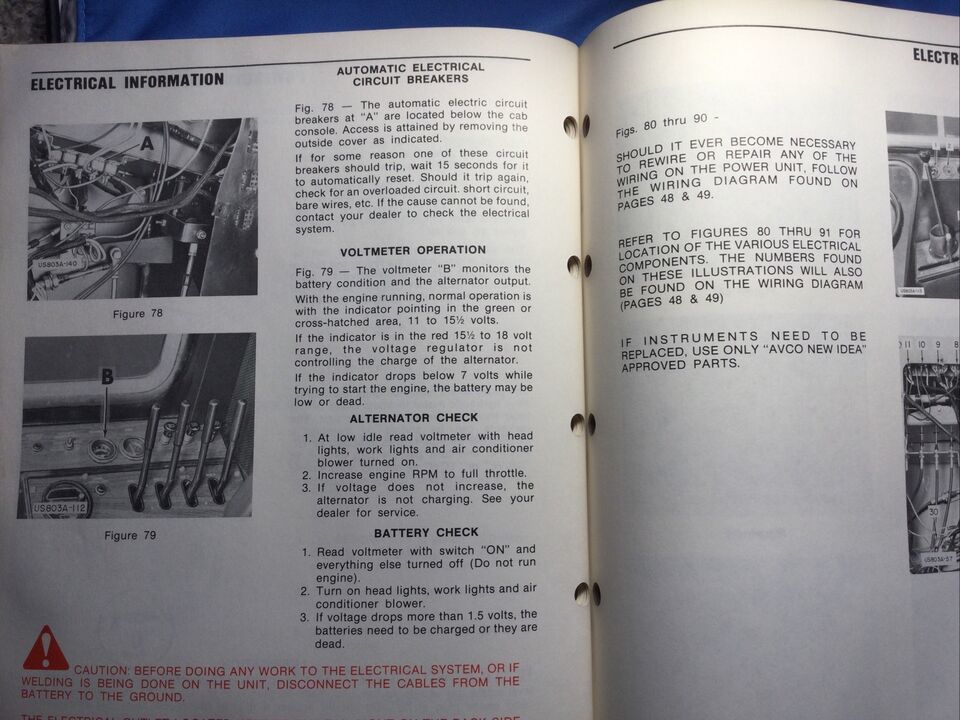 ELECTRICAL INFORMATION
A
US803A-140
Figure 78
B
US803A-112
Figure 79
AUTOMATIC ELECTRICAL
CIRCUIT BREAKERS
Fig. 78 — The automatic electric circuit
breakers at "A" are located below the cab
console. Access is attained by removing the
outside cover as indicated.
If for some reason one of these circuit
breakers should trip, wait 15 seconds for it
to automatically reset. Should it trip again,
check for an overloaded circuit. short circuit,
bare wires, etc. If the cause cannot be found,
contact your dealer to check the electrical
system.
VOLTMETER OPERATION
Fig. 79 — The voltmeter "B" monitors the
battery condition and the alternator output.
With the engine running, normal operation is
with the indicator pointing in the green or
cross-hatched area, 11 to 15½ volts.
If the indicator is in the red 15½ to 18 volt
range, the voltage regulator is not
controlling the charge of the alternator.
If the indicator drops below 7 volts while
trying to start the engine, the battery may be
low or dead.
ALTERNATOR CHECK
1. At low idle read voltmeter with head
lights, work lights and air conditioner
blower turned on.
2. Increase engine RPM to full throttle.
3. If voltage does not increase, the
alternator is not charging. See your
dealer for service.
BATTERY CHECK
1. Read voltmeter with switch "ON" and
everything else turned off (Do not run
engine).
2. Turn on head lights, work lights and air
conditioner blower.
3. If voltage drops more than 1.5 volts, the
batteries need to be charged or they are
dead.
CAUTION: BEFORE DOING ANY WORK TO THE ELECTRICAL SYSTEM, OR IF
WELDING IS BEING DONE ON THE UNIT, DISCONNECT THE CABLES FROM THE
BATTERY TO THE GROUND.
ELECTR
Figs. 80 thru 90 -
SHOULD IT EVER BECOME NECESSARY
TO REWIRE OR REPAIR ANY OF THE
WIRING ON THE POWER UNIT, FOLLOW
THE WIRING DIAGRAM FOUND ON
PAGES 48 & 49.
REFER TO FIGURES 80 THRU 91 FOR
LOCATION OF THE VARIOUS ELECTRICAL
COMPONENTS. THE NUMBERS FOUND
ON THESE ILLUSTRATIONS WILL ALSO
BE FOUND ON THE WIRING DIAGRAM
(PAGES 48 & 49)
IF INSTRUMENTS NEED TO BE
REPLACED, USE ONLY "AVCO NEW IDEA"
APPROVED PARTS.
11 10 9 8
30
US803A-57